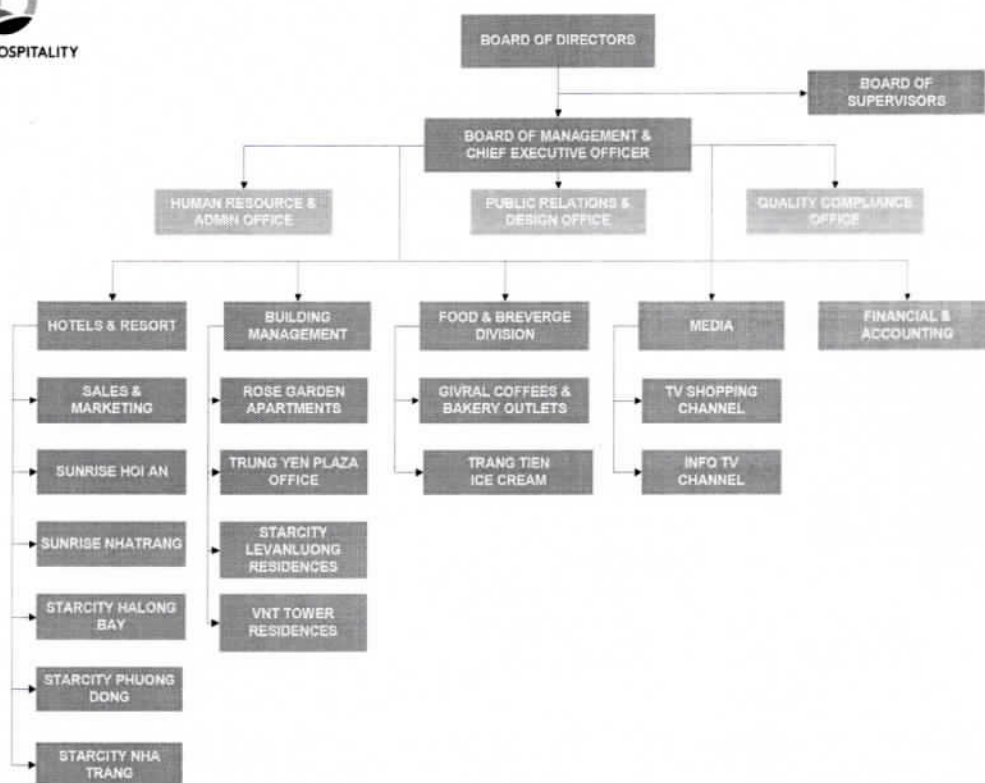 OSPITALITY
BOARD OF DIRECTORS
BOARD OF
SUPERVISORS
BOARD OF MANAGEMENT &
CHIEF EXECUTIVE OFFICER
HUMAN RESOURCE &
ADMIN OFFICE
PUBLIC RELATIONS &
DESIGN OFFICE
QUALITY COMPLIANCE
OFFICE
HOTELS & RESORT
BUILDING
MANAGEMENT
FOOD & BREVERGE
DIVISION
MEDIA
FINANCIAL &
ACCOUNTING
SALES &
MARKETING
ROSE GARDEN
APARTMENTS
GIVRAL COFFEES &
BAKERY OUTLETS
TV SHOPPING
CHANNEL
SUNRISE HOI AN
TRUNG YEN PLAZA
OFFICE
TRANG TIEN
ICE CREAM
INFO TV
CHANNEL
SUNRISE NHATRANG
STARCITY
LEVANLUONG
RESIDENCES
STARCITY HALONG
BAY
VNT TOWER
RESIDENCES
STARCITY PHUONG
DONG
STARCITY NHA
TRANG